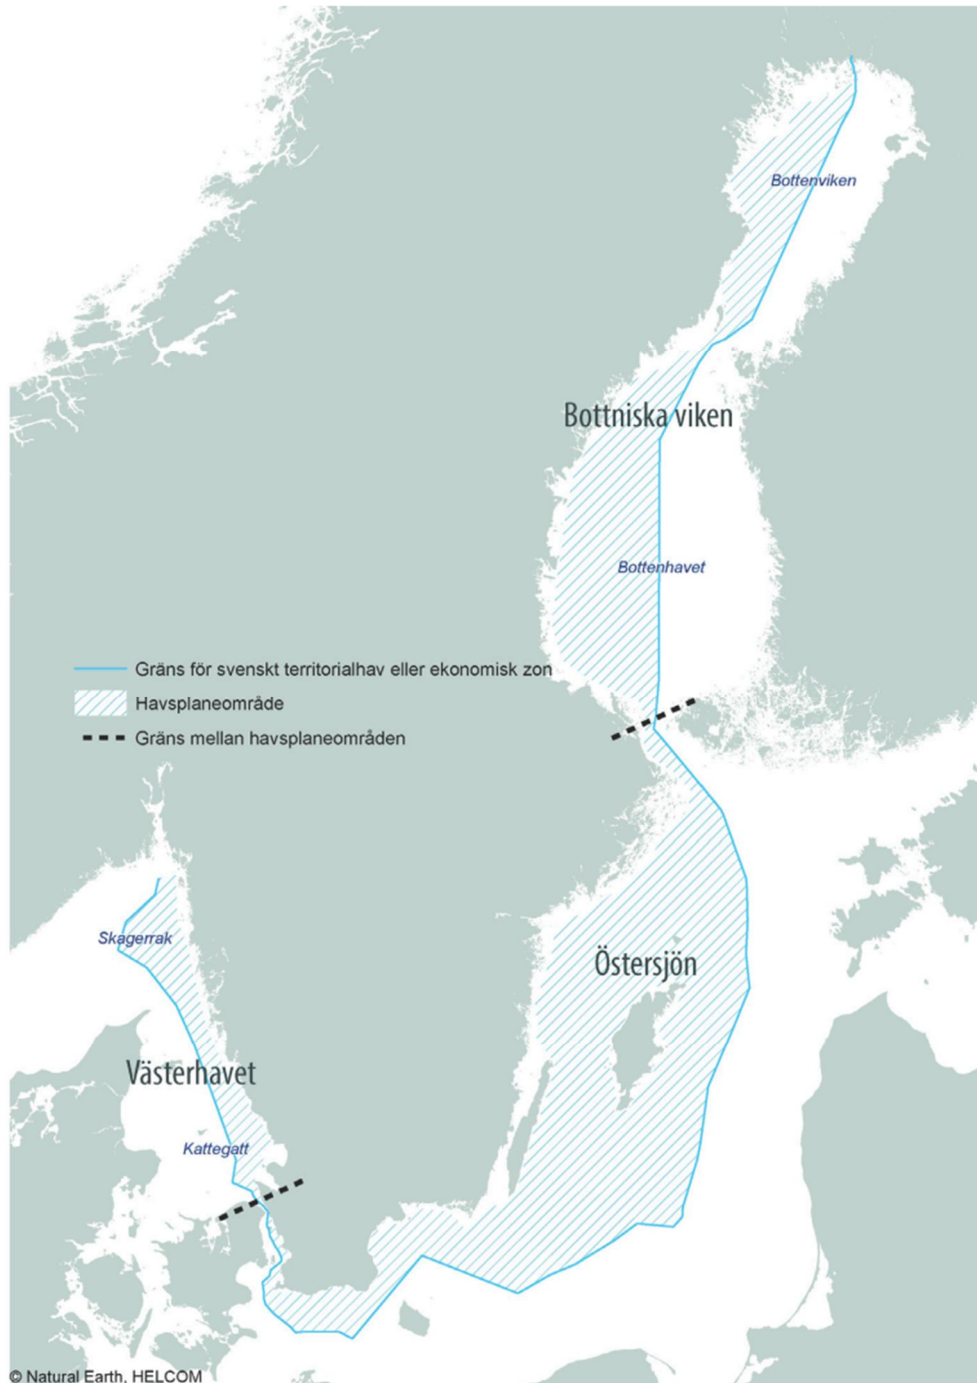 Bottenviken
Bottniska viken
Bottenhavet
Gräns för svenskt territorialhav eller ekonomisk zon
Havsplaneområde
Gräns mellan havsplaneområden
Skagerrak
Östersjön
Västerhavet
Kattegatt
© Natural Earth, HELCOM